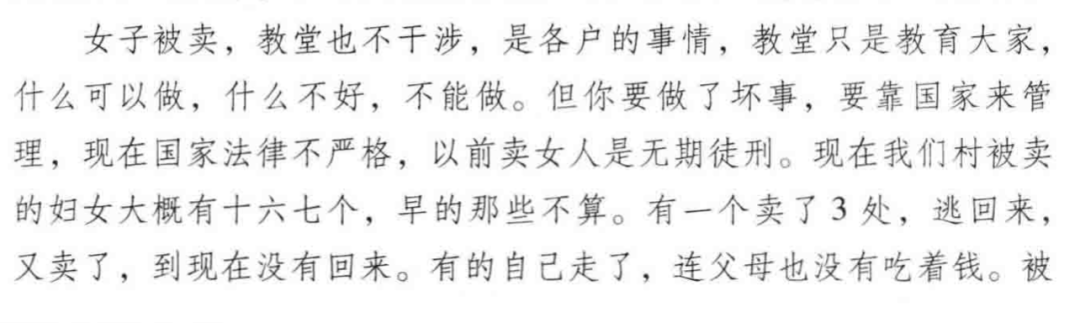 女子被卖，教堂也不干涉，是各户的事情，教堂只是教育大家，
什么可以做，什么不好，不能做。但你要做了坏事，要靠国家来管
理，现在国家法律不严格，以前卖女人是无期徒刑。现在我们村被卖
的妇女大概有十六七个，早的那些不算。有一个卖了3处，逃回来，
又卖了，到现在没有回来。有的自己走了，连父母也没有吃着钱。被